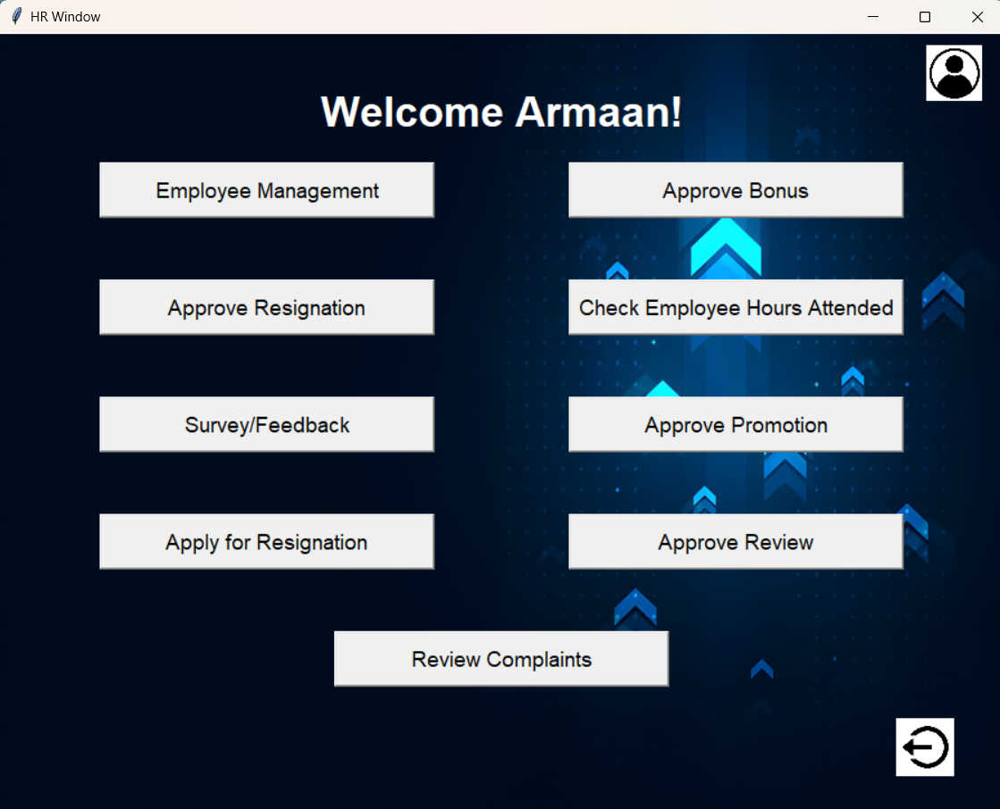 HR Window
Welcome Armaan!
Employee Management
Approve Bonus
Approve Resignation
Check Employee Hours Attended
Survey/Feedback
Approve Promotion
Apply for Resignation
Approve Review
Review Complaints